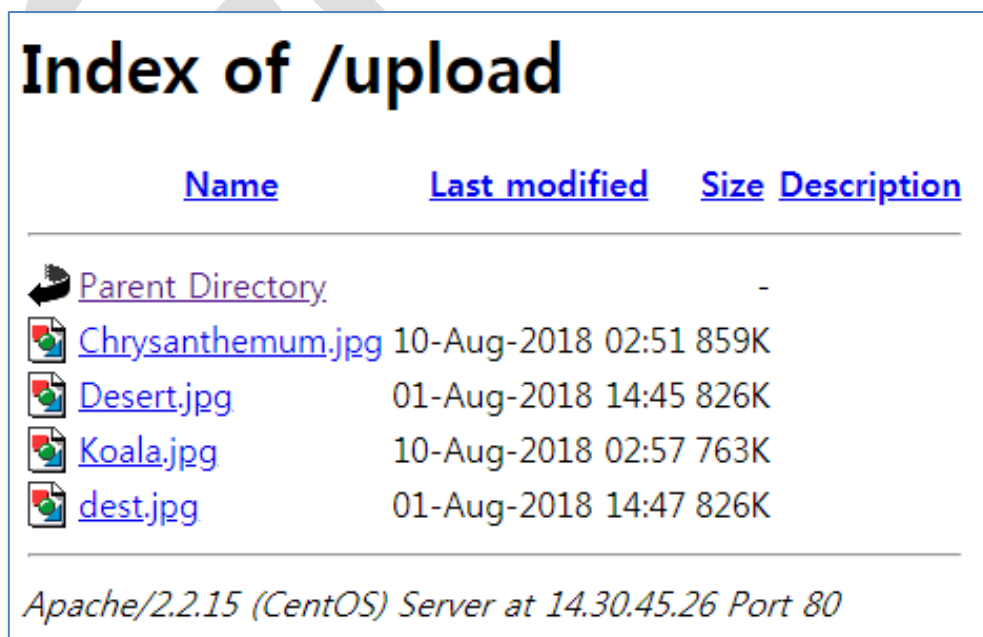 Index of /upload
Name Last modified Size Description
Parent Directory -
Chrysanthemum.jpg 10-Aug-2018 02:51 859K
Desert.jpg 01-Aug-2018 14:45 826K
Koala.jpg 10-Aug-2018 02:57 763K
dest.jpg 01-Aug-2018 14:47 826K
Apache/2.2.15 (CentOS) Server at 14.30.45.26 Port 80